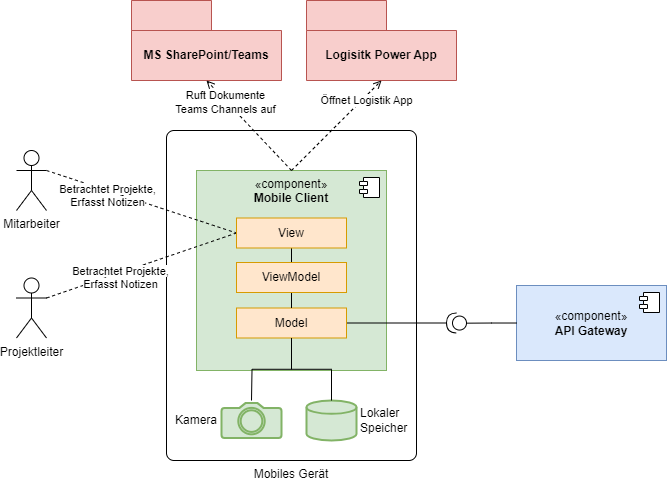 MS SharePoint/Teams
Logisitk Power App
Ruft Dokumente
Teams Channels auf
Öffnet Logistik App
«component»
Mobile Client
Betrachtet Projekte,
Erfasst Notizen
Mitarbeiter
View
Betrachtet Projekte,
Erfasst Notizen
ViewModel
Projektleiter
Model
«component»
API Gateway
Kamera
Lokaler
Speicher
Mobiles Gerät